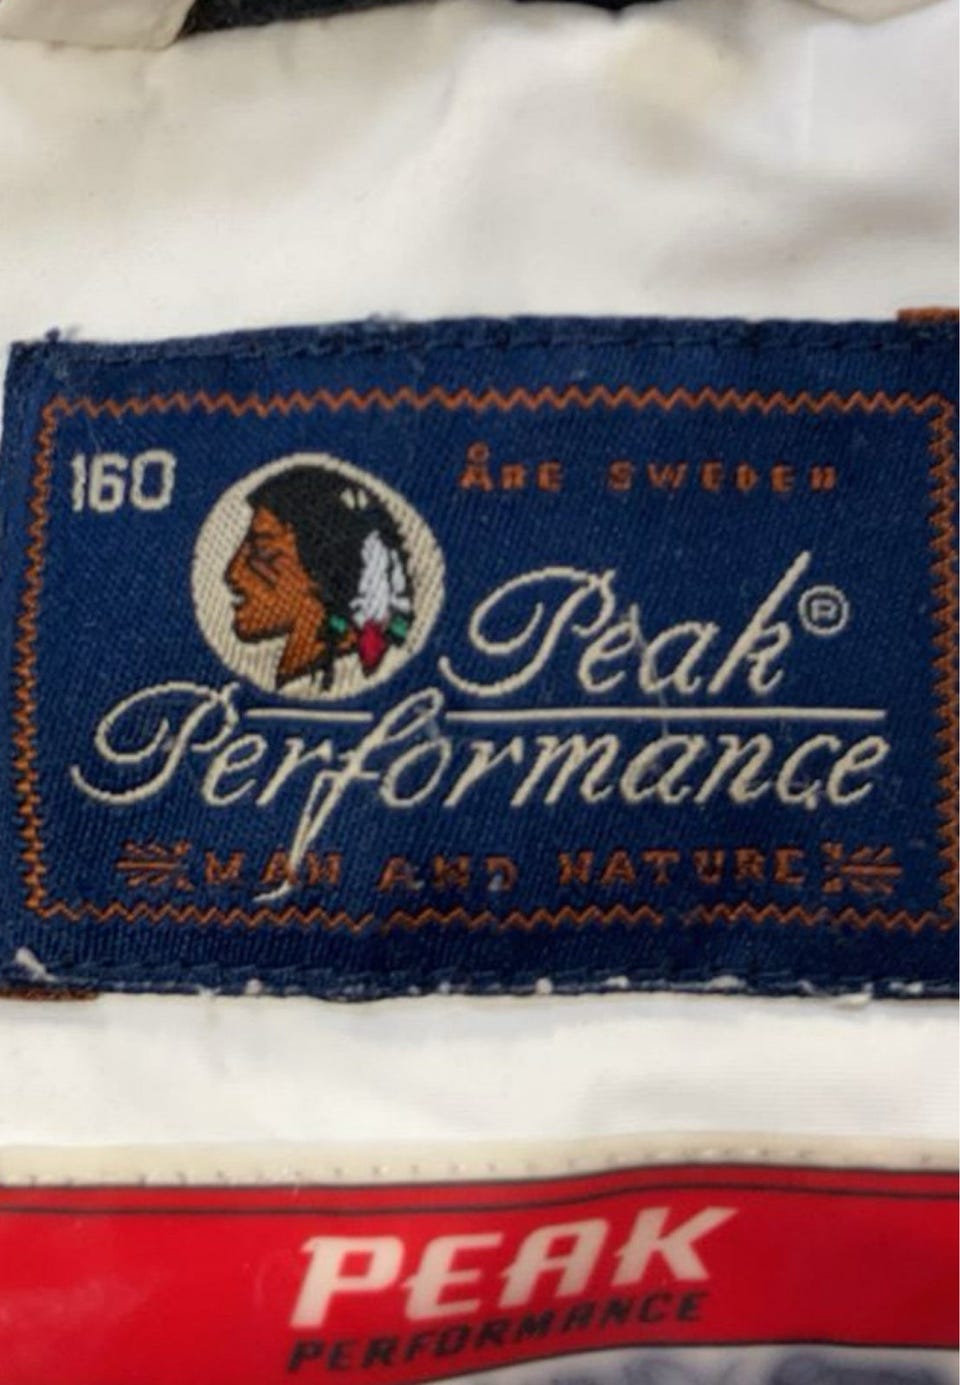 160
ÅRE SWEDEN
Peak®
Performance
MAN AND NATURE
PEAK
PERFORMANCE